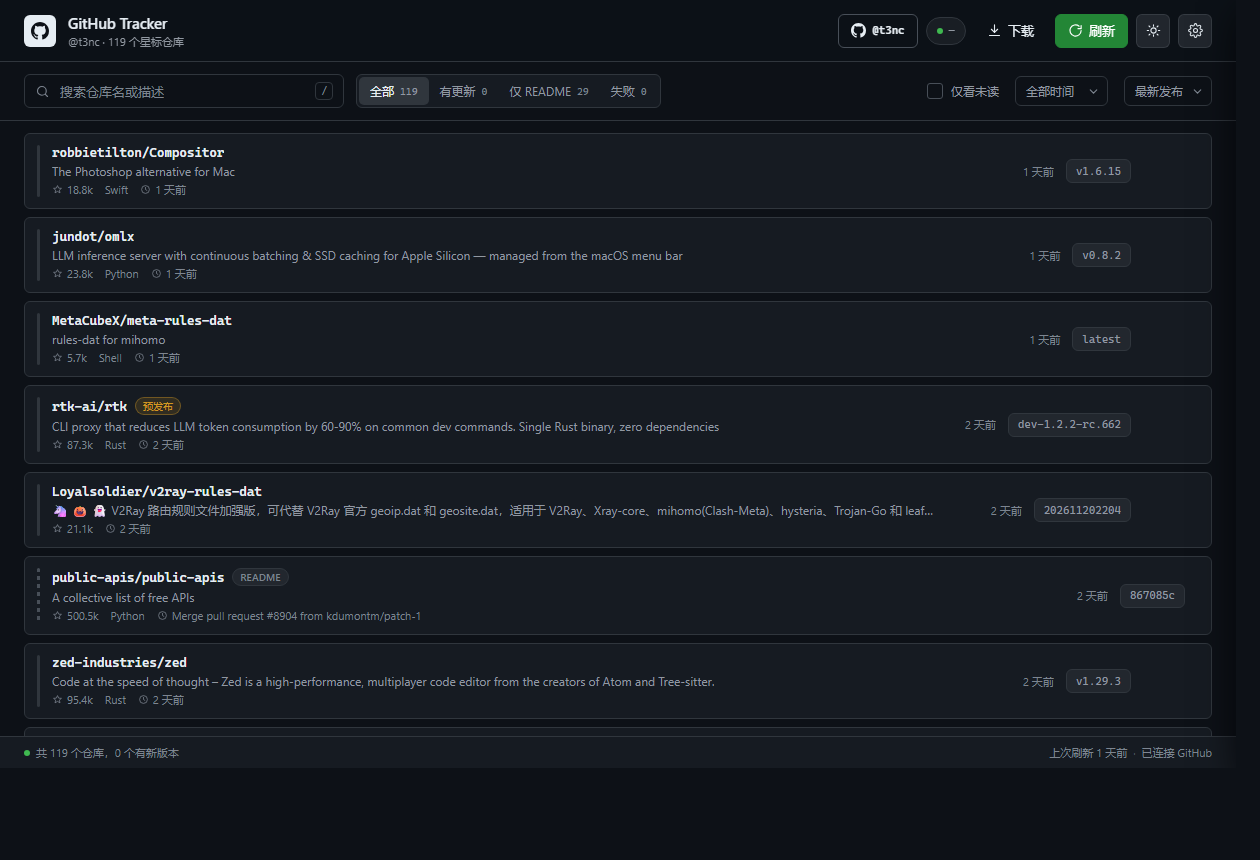 GitHub Tracker
@t3nc · 119 个星标仓库
@t3nc
–
下载
刷新
搜索仓库名或描述 /
全部 119 有更新 0 仅 README 29 失败 0
仅看未读 全部时间 最新发布
robbietilton/Compositor
The Photoshop alternative for Mac
18.8k Swift 1 天前
1 天前 v1.6.15
jundot/omlx
LLM inference server with continuous batching & SSD caching for Apple Silicon — managed from the macOS menu bar
23.8k Python 1 天前
1 天前 v0.8.2
MetaCubeX/meta-rules-dat
rules-dat for mihomo
5.7k Shell 1 天前
1 天前 latest
rtk-ai/rtk 预发布
CLI proxy that reduces LLM token consumption by 60-90% on common dev commands. Single Rust binary, zero dependencies
87.3k Rust 2 天前
2 天前 dev-1.2.2-rc.662
Loyalsoldier/v2ray-rules-dat
🦄 🎃 👻 V2Ray 路由规则文件加强版，可代替 V2Ray 官方 geoip.dat 和 geosite.dat，适用于 V2Ray、Xray-core、mihomo(Clash-Meta)、hysteria、Trojan-Go 和 leaf...
21.1k 2 天前
2 天前 202611202204
public-apis/public-apis README
A collective list of free APIs
500.5k Python Merge pull request #8904 from kdumontm/patch-1
2 天前 867085c
zed-industries/zed
Code at the speed of thought – Zed is a high-performance, multiplayer code editor from the creators of Atom and Tree-sitter.
95.4k Rust 2 天前
2 天前 v1.29.3
共 119 个仓库，0 个有新版本
上次刷新 1 天前 · 已连接 GitHub